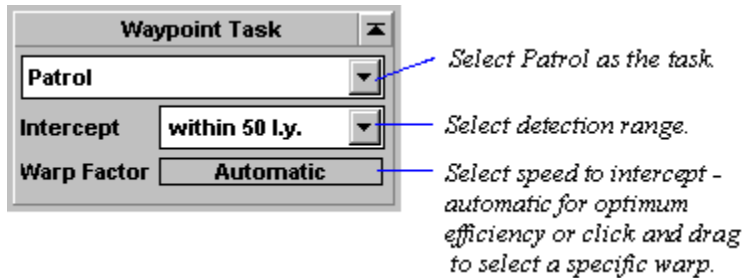 Waypoint Task
Patrol
Select Patrol as the task.
Intercept within 50 l.y.
Select detection range.
Warp Factor Automatic
Select speed to intercept -
automatic for optimum
efficiency or click and drag
to select a specific warp.